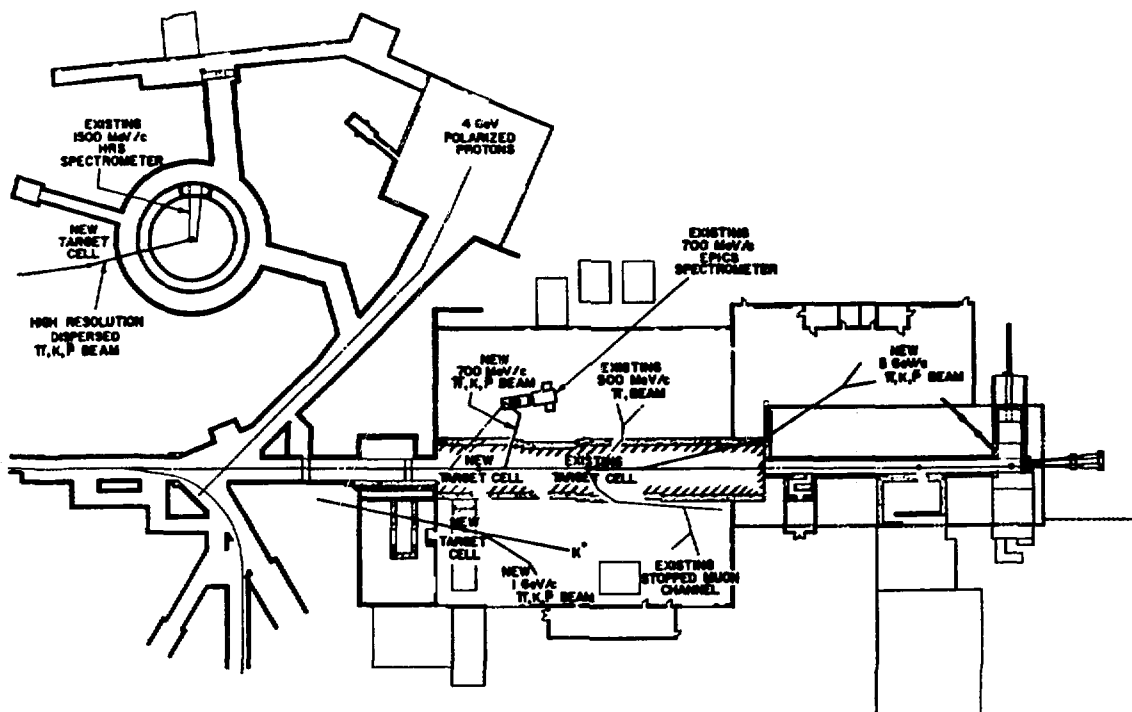 EXISTING
1500 MeV/c
HRS
SPECTROMETER
4 GeV
POLARIZED
PROTONS
NEW
TARGET
CELL
HIGH RESOLUTION
DISPERSED
π,K,P̄ BEAM
EXISTING
700 MeV/c
EPICS
SPECTROMETER
NEW
700 MeV/c
π,K,P̄ BEAM
EXISTING
500 MeV/c
π, BEAM
NEW
π,K,P̄ BEAM
NEW
TARGET CELL
EXISTING
TARGET CELL
NEW
TARGET
CELL
K°
NEW
1 GeV/c
π,K,P̄ BEAM
EXISTING
STOPPED MUON
CHANNEL